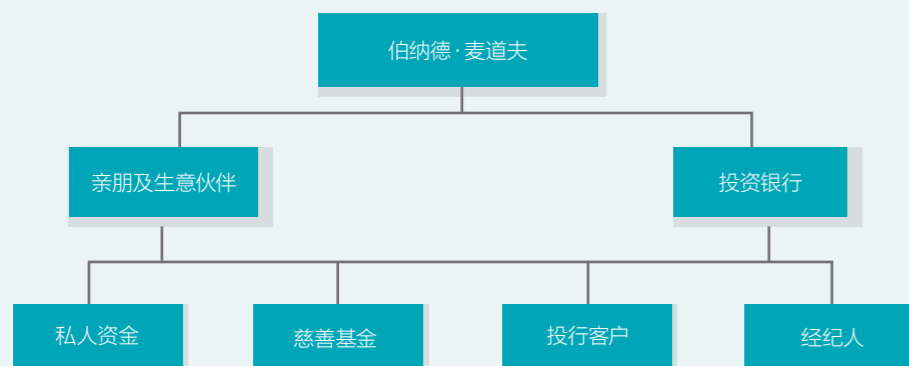 伯纳德·麦道夫
亲朋及生意伙伴
投资银行
私人资金
慈善基金
投行客户
经纪人